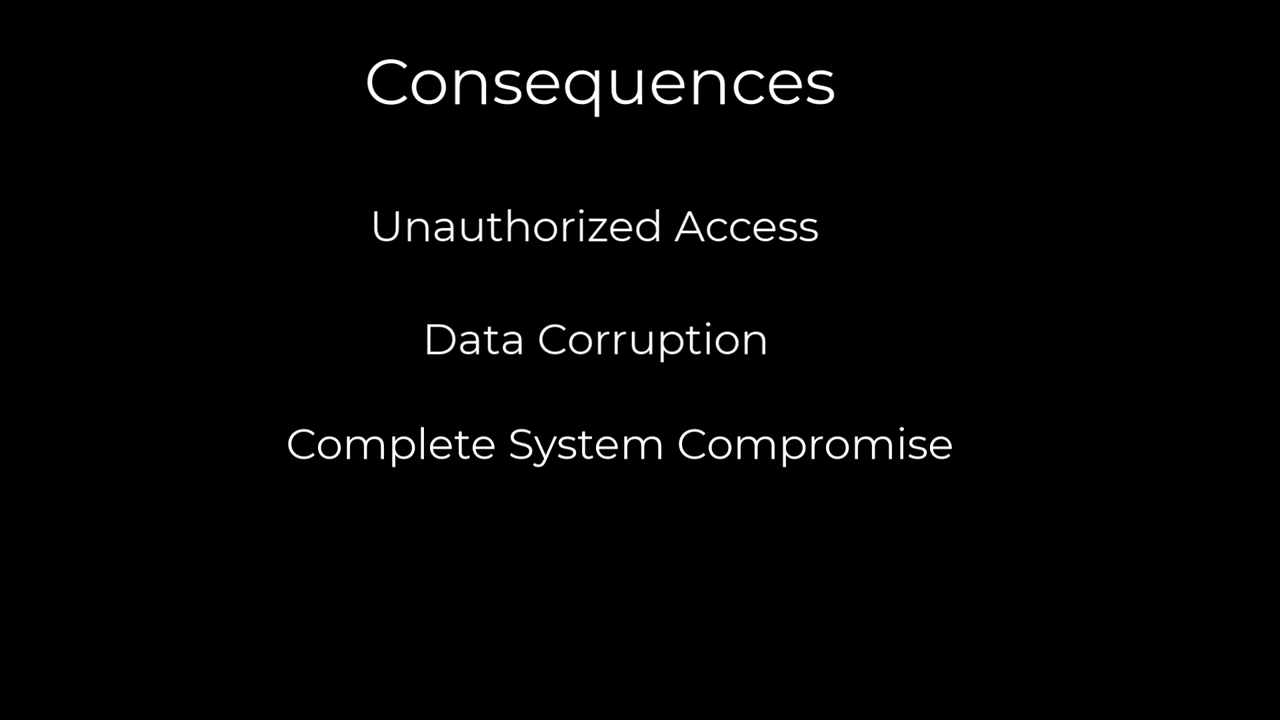 Consequences
Unauthorized Access
Data Corruption
Complete System Compromise